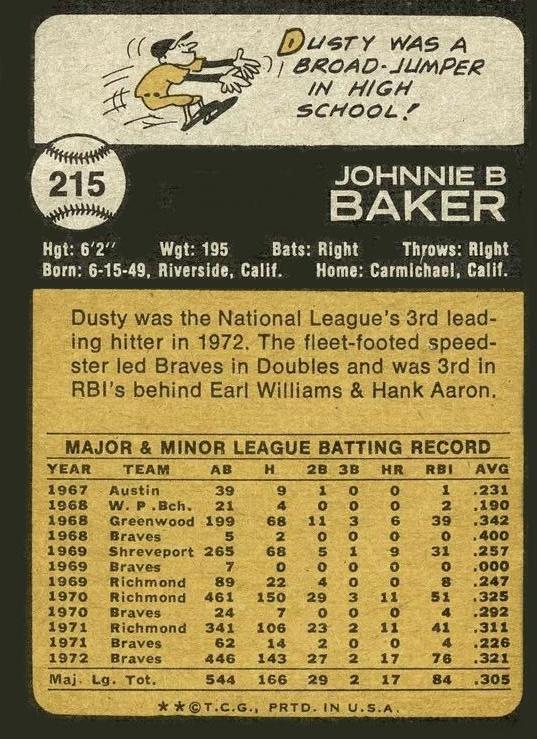 DUSTY WAS A
BROAD-JUMPER
IN HIGH
SCHOOL!
215
JOHNNIE B
BAKER
Hgt: 6'2" Wgt: 195 Bats: Right Throws: Right
Born: 6-15-49, Riverside, Calif. Home: Carmichael, Calif.
Dusty was the National League's 3rd lead-
ing hitter in 1972. The fleet-footed speed-
ster led Braves in Doubles and was 3rd in
RBI's behind Earl Williams & Hank Aaron.
MAJOR & MINOR LEAGUE BATTING RECORD
YEAR TEAM AB H 2B 3B HR RBI AVG
1967 Austin 39 9 1 0 0 1 .231
1968 W. P. Bch. 21 4 0 0 0 2 .190
1968 Greenwood 199 68 11 3 6 39 .342
1968 Braves 5 2 0 0 0 0 .400
1969 Shreveport 265 68 5 1 9 31 .257
1969 Braves 7 0 0 0 0 0 .000
1969 Richmond 89 22 4 0 0 8 .247
1970 Richmond 461 150 29 3 11 51 .325
1970 Braves 24 7 0 0 0 4 .292
1971 Richmond 341 106 23 2 11 41 .311
1971 Braves 62 14 2 0 0 4 .226
1972 Braves 446 143 27 2 17 76 .321
Maj. Lg. Tot. 544 166 29 2 17 84 .305
**©T.C.G., PRTD. IN U.S.A.